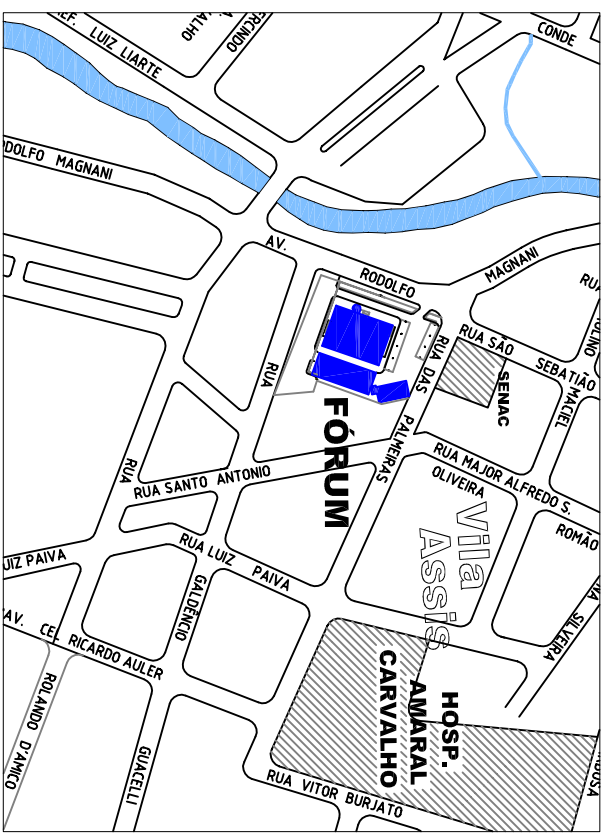 CONDE
LUIZ LIARTE
RODOLFO MAGNANI
AV.
RODOLFO
MAGNANI
RUA SÃO
SEBATIÃO
MACIEL
SENAC
RUA DAS
PALMEIRAS
RUA
FÓRUM
RUA MAJOR ALFREDO S.
OLIVEIRA
ROMÃO
Vila
Assis
RUA
RUA SANTO ANTONIO
RUA LUIZ PAIVA
UIZ PAIVA
GALDÊNCIO
SILVEIRA
AV. CEL RICARDO AULER
HOSP.
AMARAL
CARVALHO
ROLANDO D'AMICO
GUACELLI
RUA VITOR BURJATO